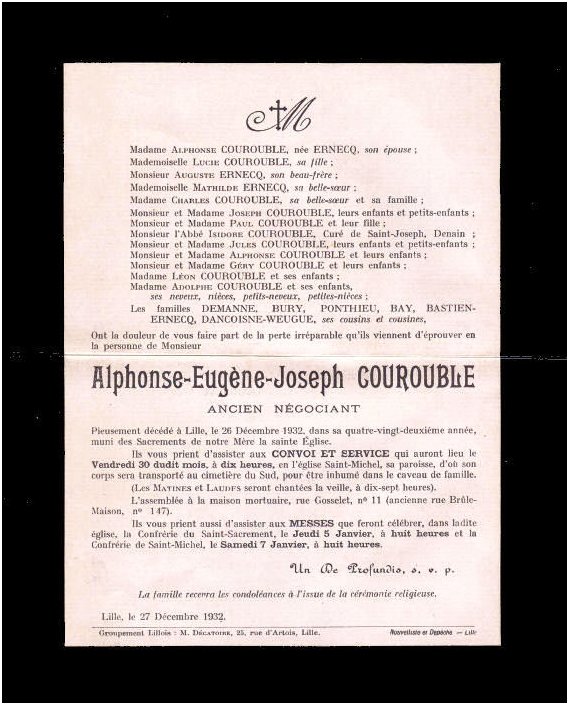 M
Madame ALPHONSE COUROUBLE, née ERNECQ, son épouse ;
Mademoiselle LUCIE COUROUBLE, sa fille ;
Monsieur AUGUSTE ERNECQ, son beau-frère ;
Mademoiselle MATHILDE ERNECQ, sa belle-sœur ;
Madame CHARLES COUROUBLE, sa belle-sœur et sa famille ;
Monsieur et Madame JOSEPH COUROUBLE, leurs enfants et petits-enfants ;
Monsieur et Madame PAUL COUROUBLE et leur fille ;
Monsieur l'Abbé ISIDORE COUROUBLE, Curé de Saint-Joseph, Denain ;
Monsieur et Madame JULES COUROUBLE, leurs enfants et petits-enfants ;
Monsieur et Madame ALPHONSE COUROUBLE et leurs enfants ;
Monsieur et Madame GÉRY COUROUBLE et leurs enfants ;
Madame LÉON COUROUBLE et ses enfants ;
Madame ADOLPHE COUROUBLE et ses enfants,
ses neveux, nièces, petits-neveux, petites-nièces ;
Les familles DEMANNE, BURY, PONTHIEU, BAY, BASTIEN-
ERNECQ, DANCOISNE-WEUGUE, ses cousins et cousines,
Ont la douleur de vous faire part de la perte irréparable qu'ils viennent d'éprouver en
la personne de Monsieur
Alphonse-Eugène-Joseph COUROUBLE
ANCIEN NÉGOCIANT
Pieusement décédé à Lille, le 26 Décembre 1932, dans sa quatre-vingt-deuxième année,
muni des Sacrements de notre Mère la sainte Église.
Ils vous prient d'assister aux CONVOI ET SERVICE qui auront lieu le
Vendredi 30 dudit mois, à dix heures, en l'église Saint-Michel, sa paroisse, d'où son
corps sera transporté au cimetière du Sud, pour être inhumé dans le caveau de famille.
(Les MATINES et LAUDES seront chantées la veille, à dix-sept heures).
L'assemblée à la maison mortuaire, rue Gosselet, n° 11 (ancienne rue Brûle-
Maison, n° 147).
Ils vous prient aussi d'assister aux MESSES que feront célébrer, dans ladite
église, la Confrérie du Saint-Sacrement, le Jeudi 5 Janvier, à huit heures et la
Confrérie de Saint-Michel, le Samedi 7 Janvier, à huit heures.
Un De Profundis, s. v. p.
La famille recevra les condoléances à l'issue de la cérémonie religieuse.
Lille, le 27 Décembre 1932.
Groupement Lillois : M. DÉCATOIRE, 25, rue d'Artois, Lille. Nouvelliste et Dépêche — Lille